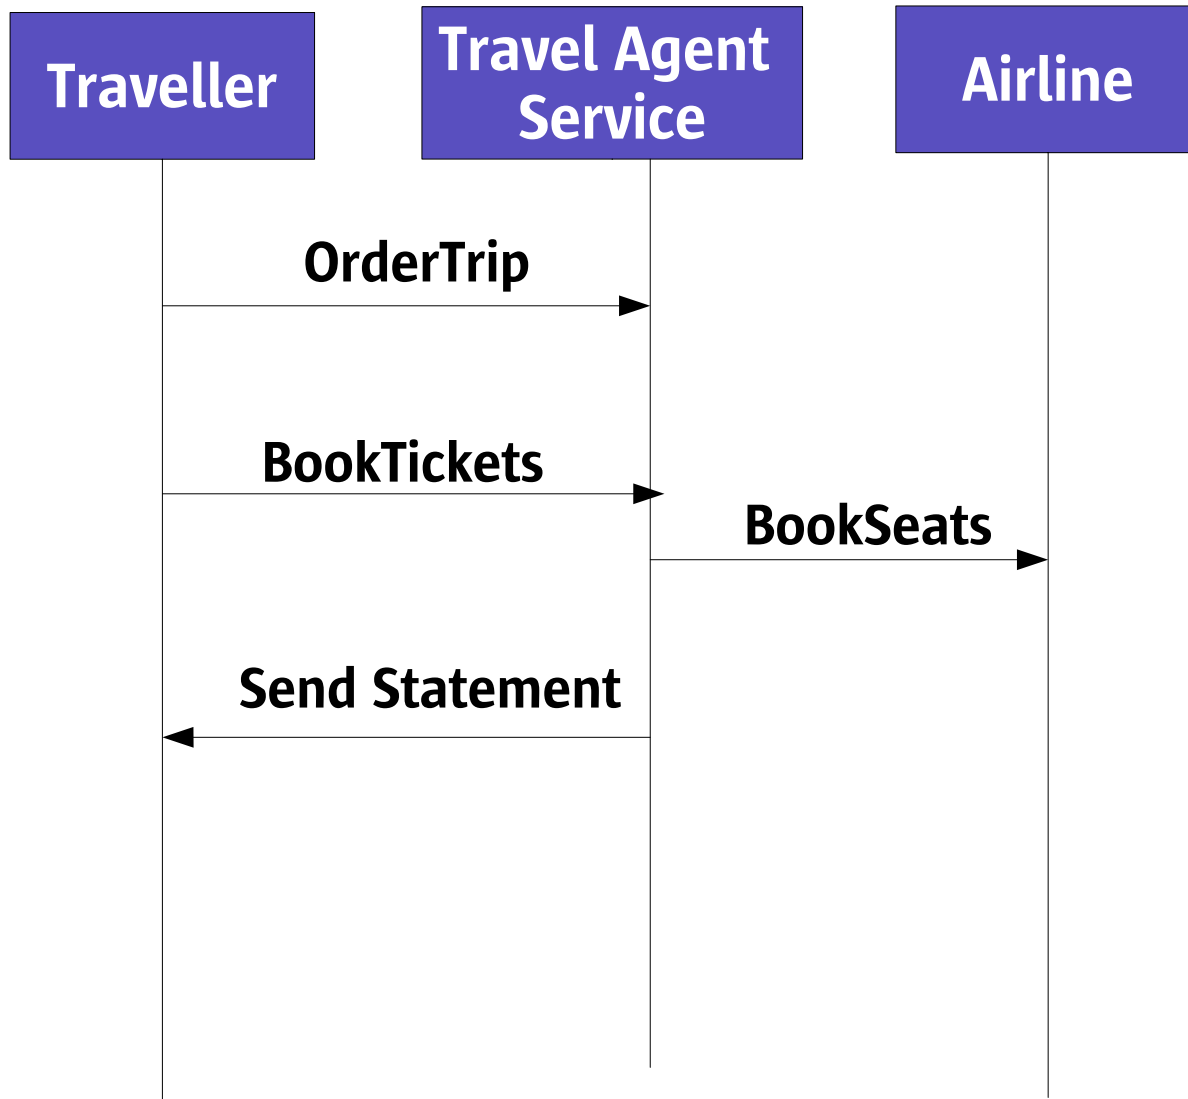 Traveller
Travel Agent
Service
Airline
OrderTrip
BookTickets
BookSeats
Send Statement